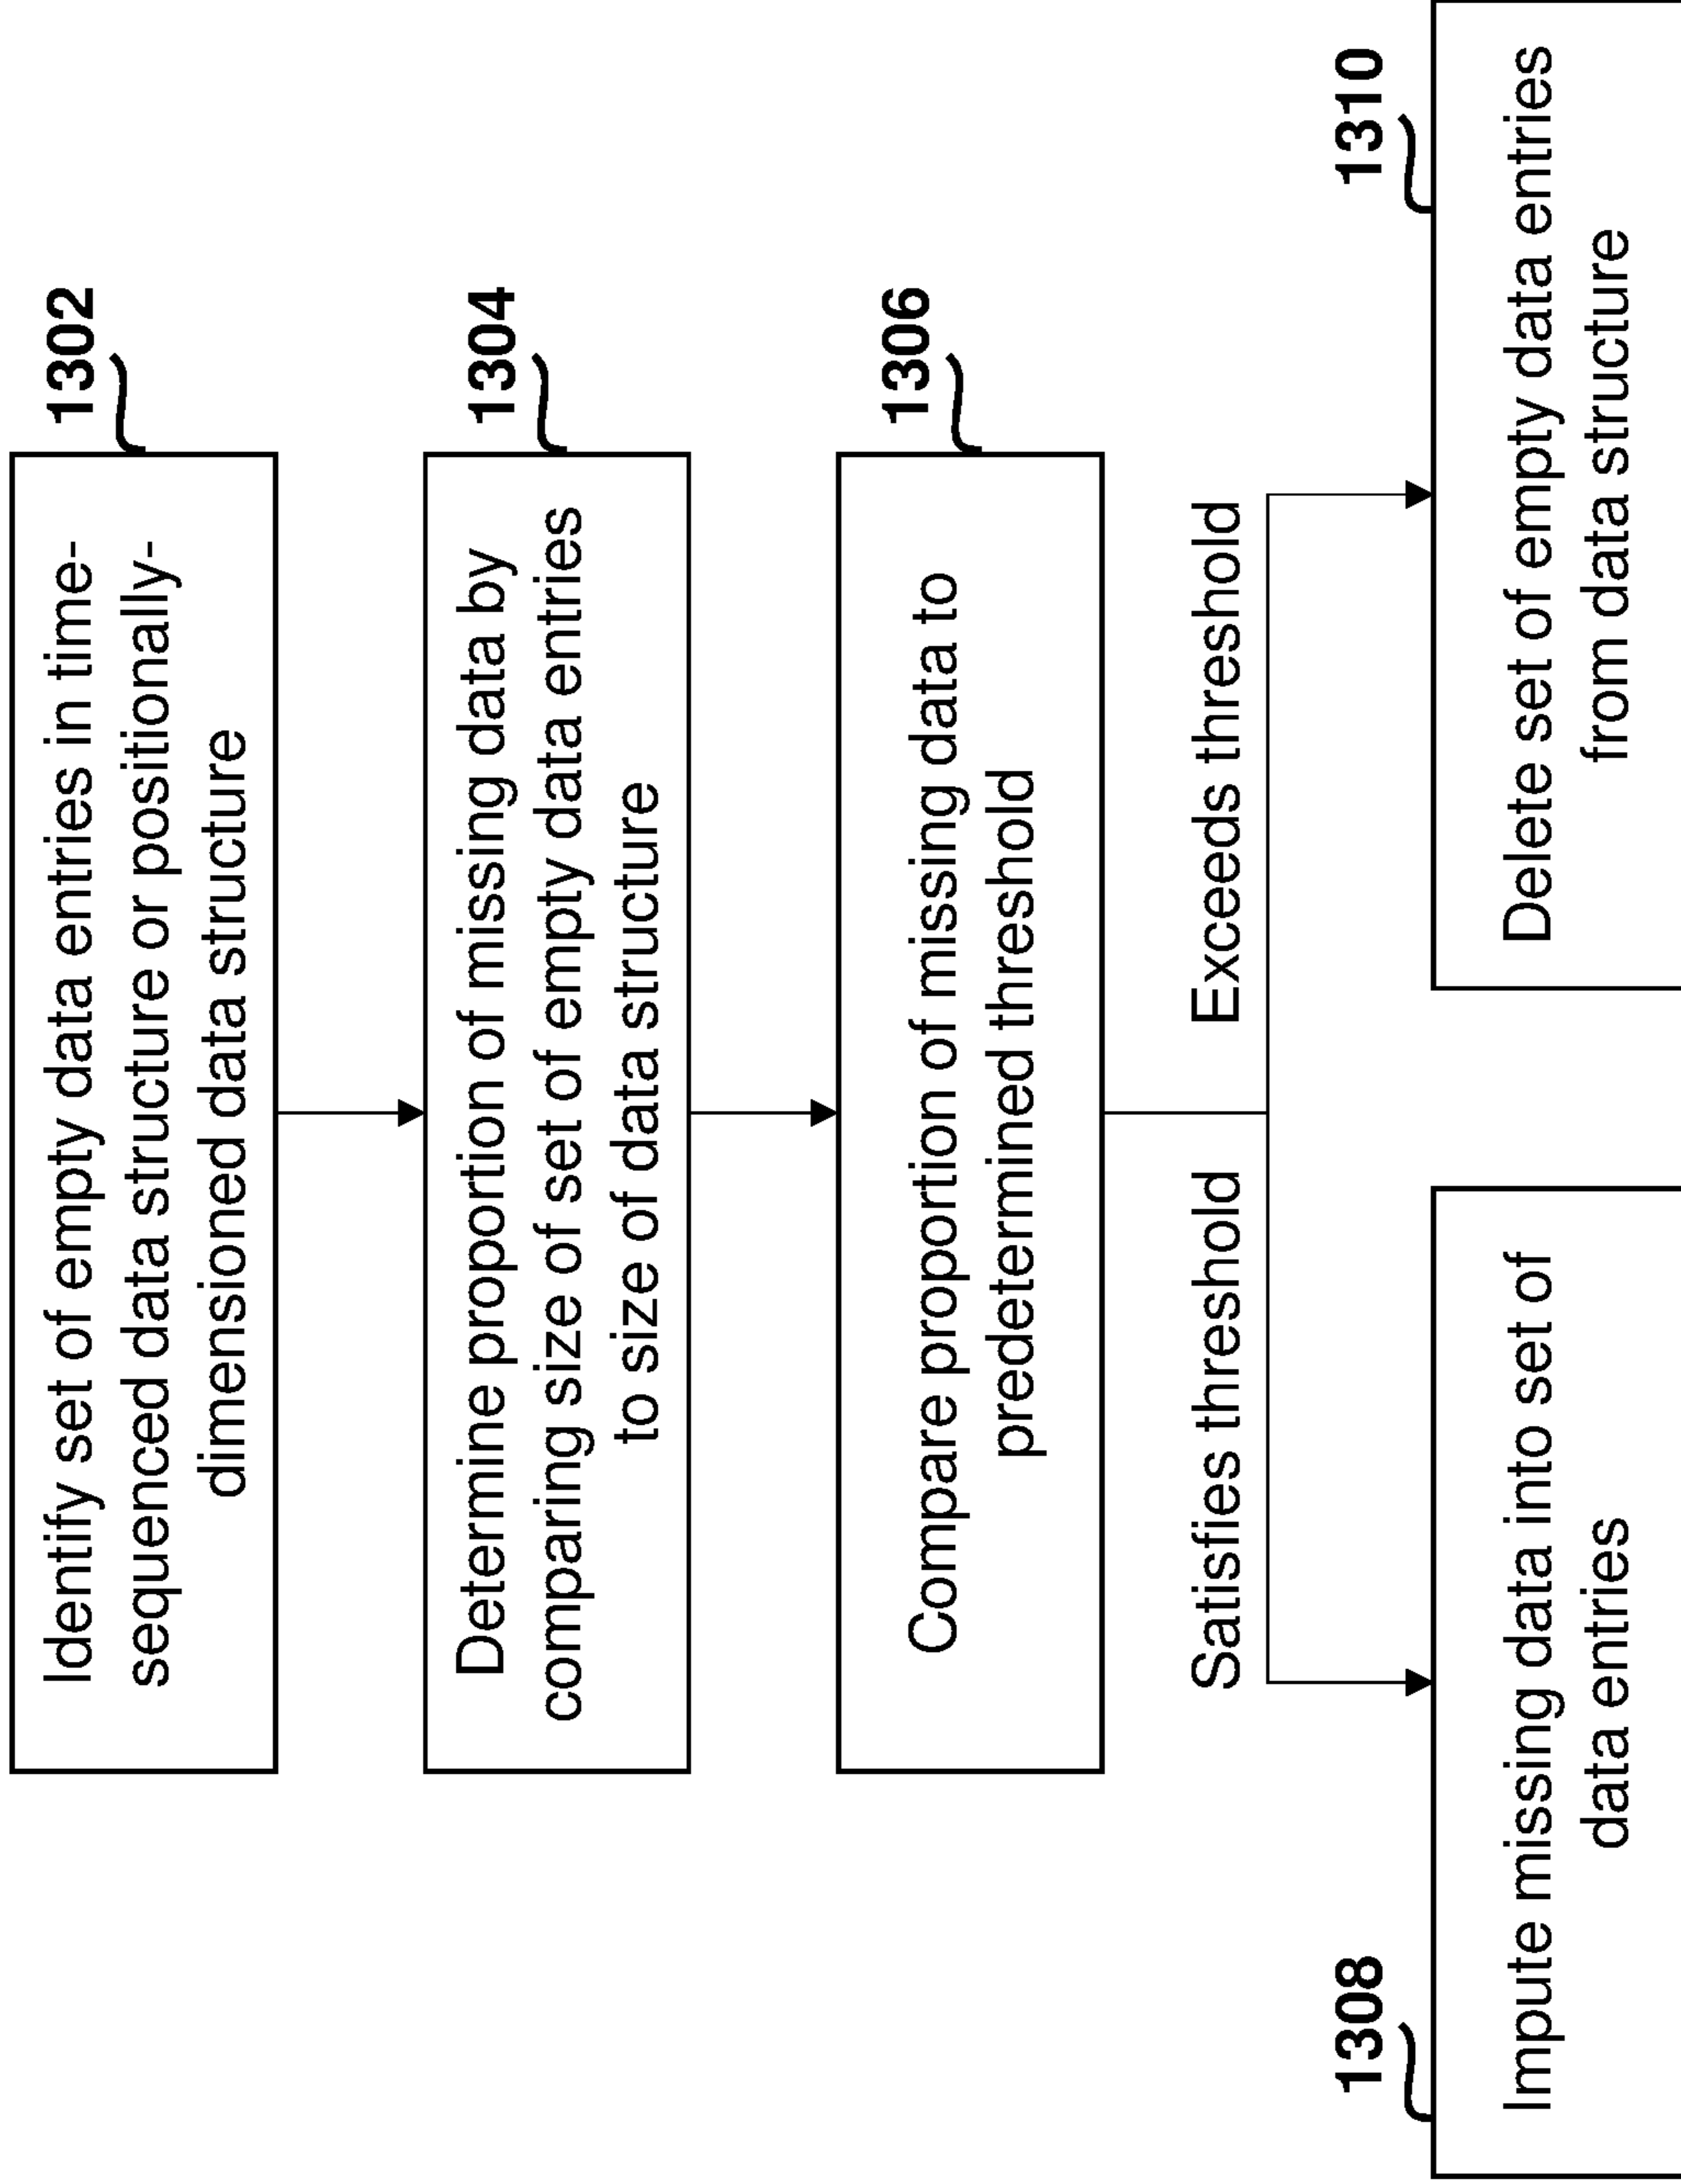 1302
Identify set of empty data entries in time-
sequenced data structure or positionally-
dimensioned data structure
1304
Determine proportion of missing data by
comparing size of set of empty data entries
to size of data structure
1306
Compare proportion of missing data to
predetermined threshold
Satisfies threshold
Exceeds threshold
1308
Impute missing data into set of
data entries
1310
Delete set of empty data entries
from data structure